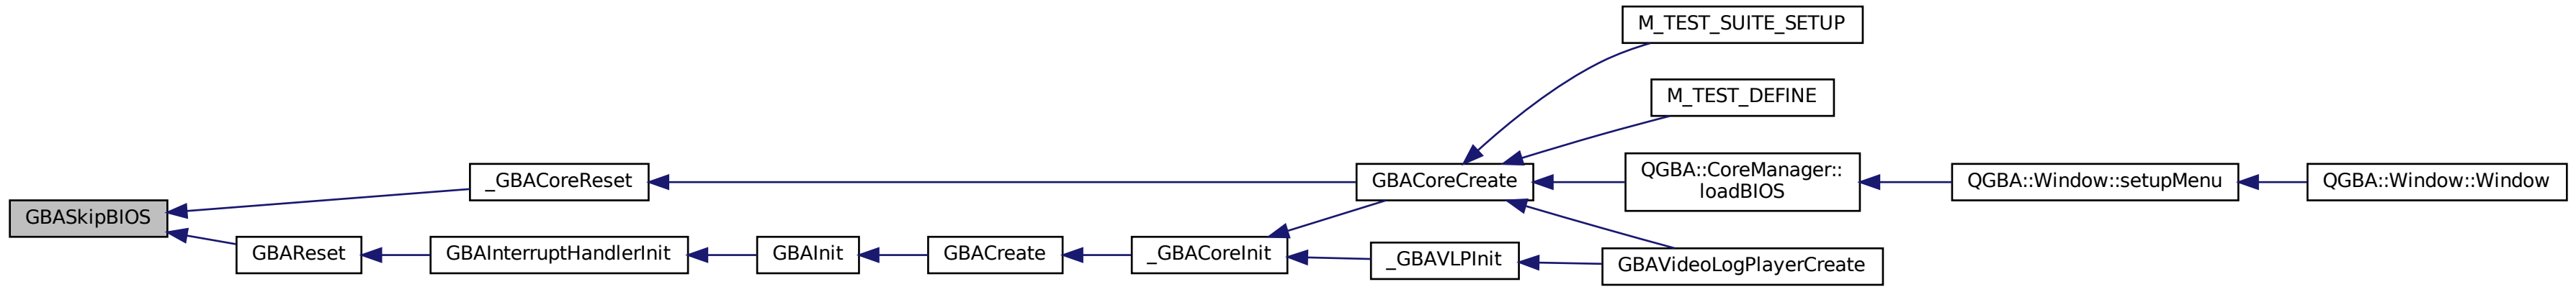 GBASkipBIOS
_GBACoreReset
GBAReset
GBAInterruptHandlerInit
GBAInit
GBACreate
_GBACoreInit
GBACoreCreate
_GBAVLPInit
M_TEST_SUITE_SETUP
M_TEST_DEFINE
QGBA::CoreManager::
loadBIOS
GBAVideoLogPlayerCreate
QGBA::Window::setupMenu
QGBA::Window::Window